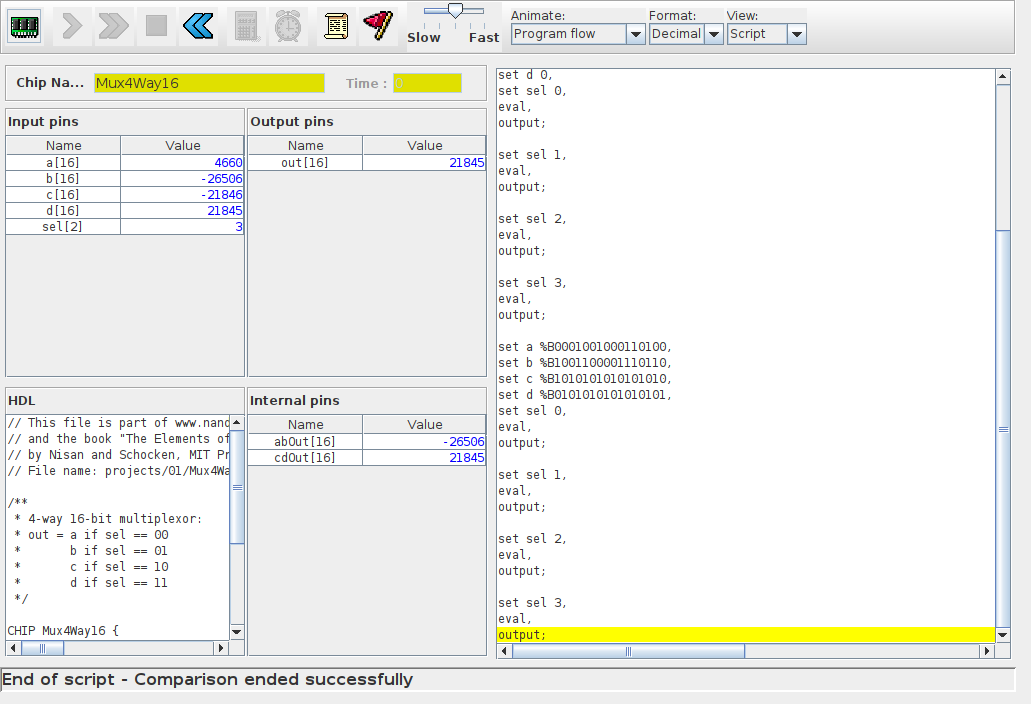 Slow Fast
Animate:
Program flow
Format:
Decimal
View:
Script
Chip Na... Mux4Way16 Time : 0
Input pins
Name Value
a[16] 4660
b[16] -26506
c[16] -21846
d[16] 21845
sel[2] 3
Output pins
Name Value
out[16] 21845
HDL
// This file is part of www.nand
// and the book "The Elements of
// by Nisan and Schocken, MIT Pr
// File name: projects/01/Mux4Wa
/**
* 4-way 16-bit multiplexor:
* out = a if sel == 00
* b if sel == 01
* c if sel == 10
* d if sel == 11
*/
CHIP Mux4Way16 {
Internal pins
Name Value
abOut[16] -26506
cdOut[16] 21845
set d 0,
set sel 0,
eval,
output;
set sel 1,
eval,
output;
set sel 2,
eval,
output;
set sel 3,
eval,
output;
set a %B0001001000110100,
set b %B1001100001110110,
set c %B1010101010101010,
set d %B0101010101010101,
set sel 0,
eval,
output;
set sel 1,
eval,
output;
set sel 2,
eval,
output;
set sel 3,
eval,
output;
End of script - Comparison ended successfully